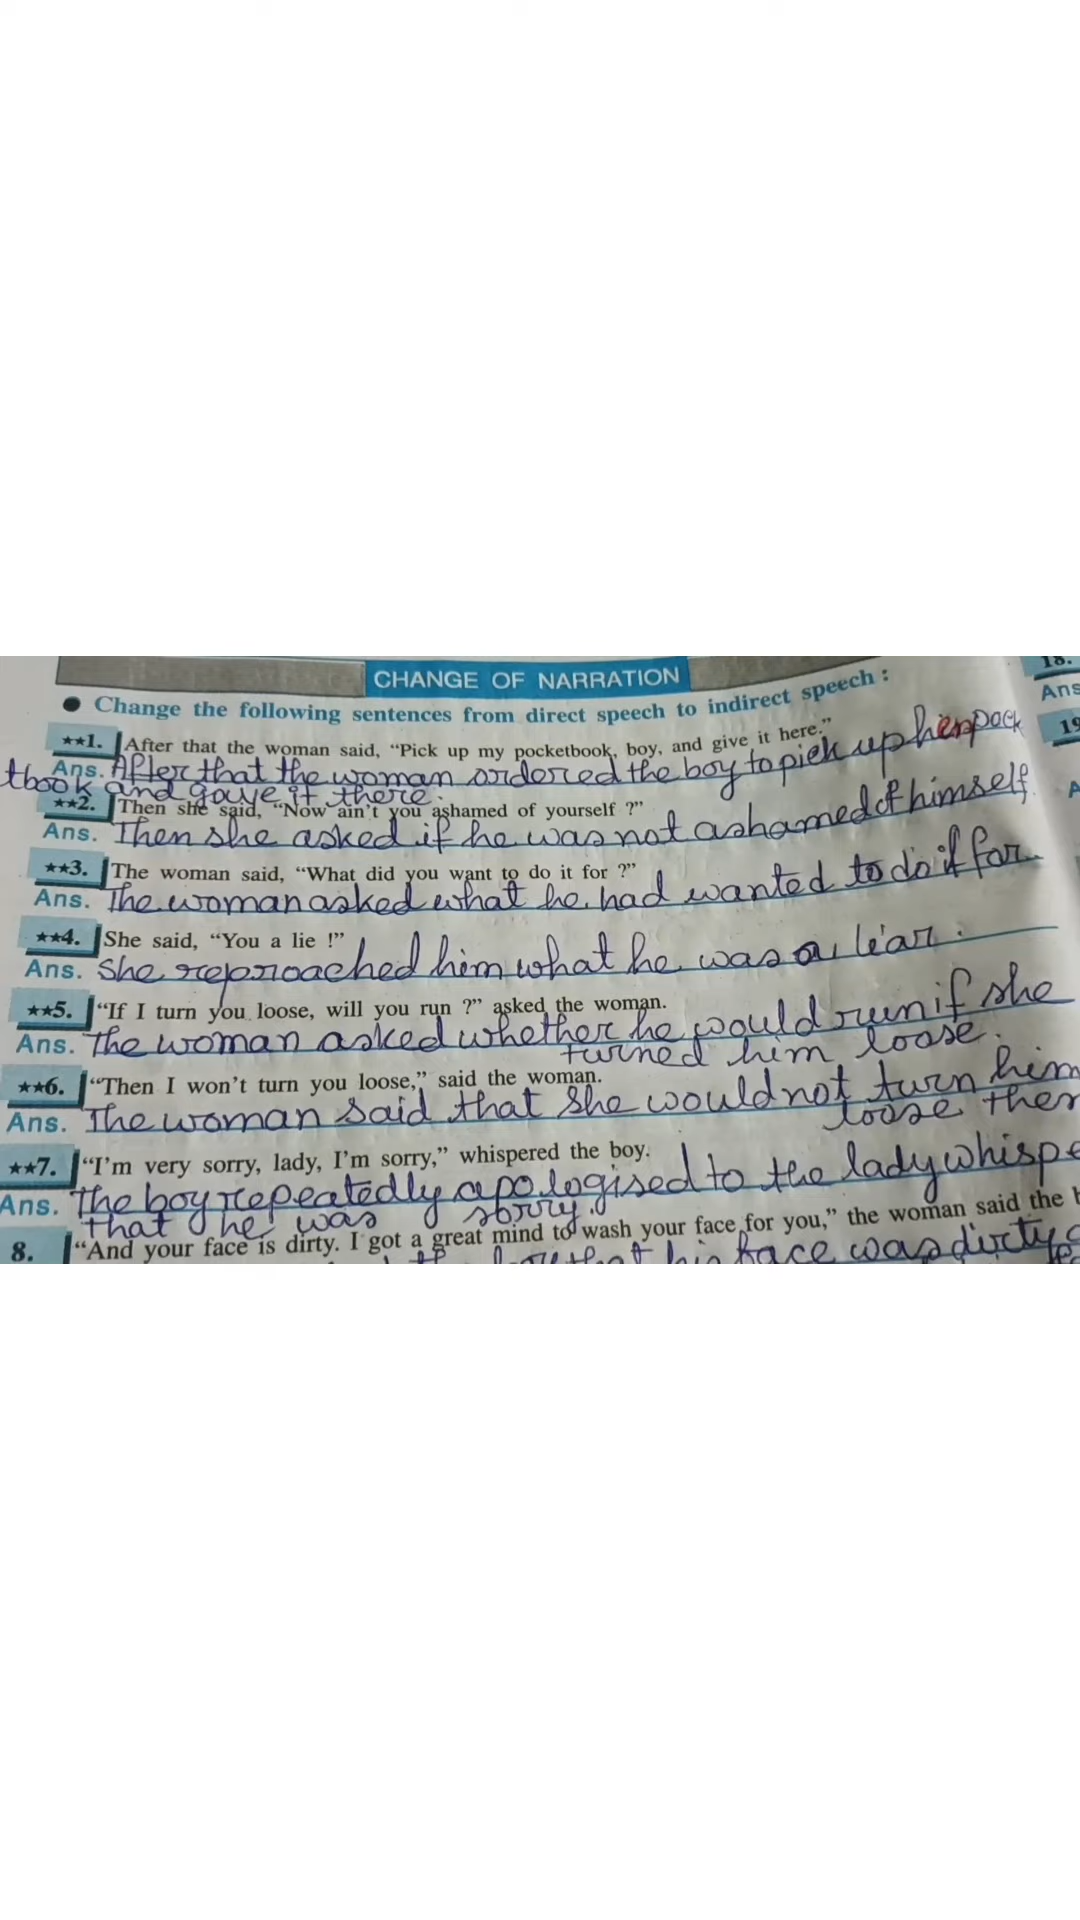 CHANGE OF NARRATION
● Change the following sentences from direct speech to indirect speech :
★★1. After that the woman said, “Pick up my pocketbook, boy, and give it here.”
Ans. After that the woman ordered the boy to pick up her pock
tbook and gave it there.
★★2. Then she said, “Now ain't you ashamed of yourself ?”
Ans. Then she asked if he was not ashamed of himself.
★★3. The woman said, “What did you want to do it for ?”
Ans. The woman asked what he had wanted to do it for.
★★4. She said, “You a lie !”
Ans. She reproached him what he was a liear.
★★5. “If I turn you loose, will you run ?” asked the woman.
Ans. The woman asked whether he would run if she
turned him loose.
★★6. “Then I won't turn you loose,” said the woman.
Ans. The woman said that she would not turn him
loose then
★★7. “I'm very sorry, lady, I'm sorry,” whispered the boy.
Ans. The boy repeatedly apologised to the lady whispe
that he was sorry.
8. “And your face is dirty. I got a great mind to wash your face for you,” the woman said the
that his face was dirty
18.
Ans
19
A